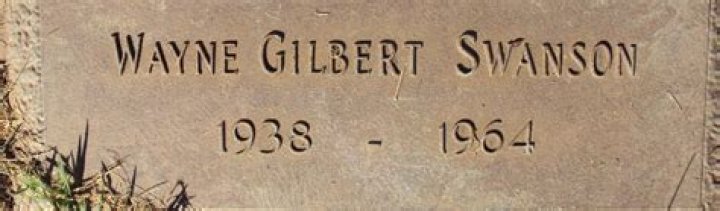 WAYNE GILBERT SWANSON
1938 - 1964